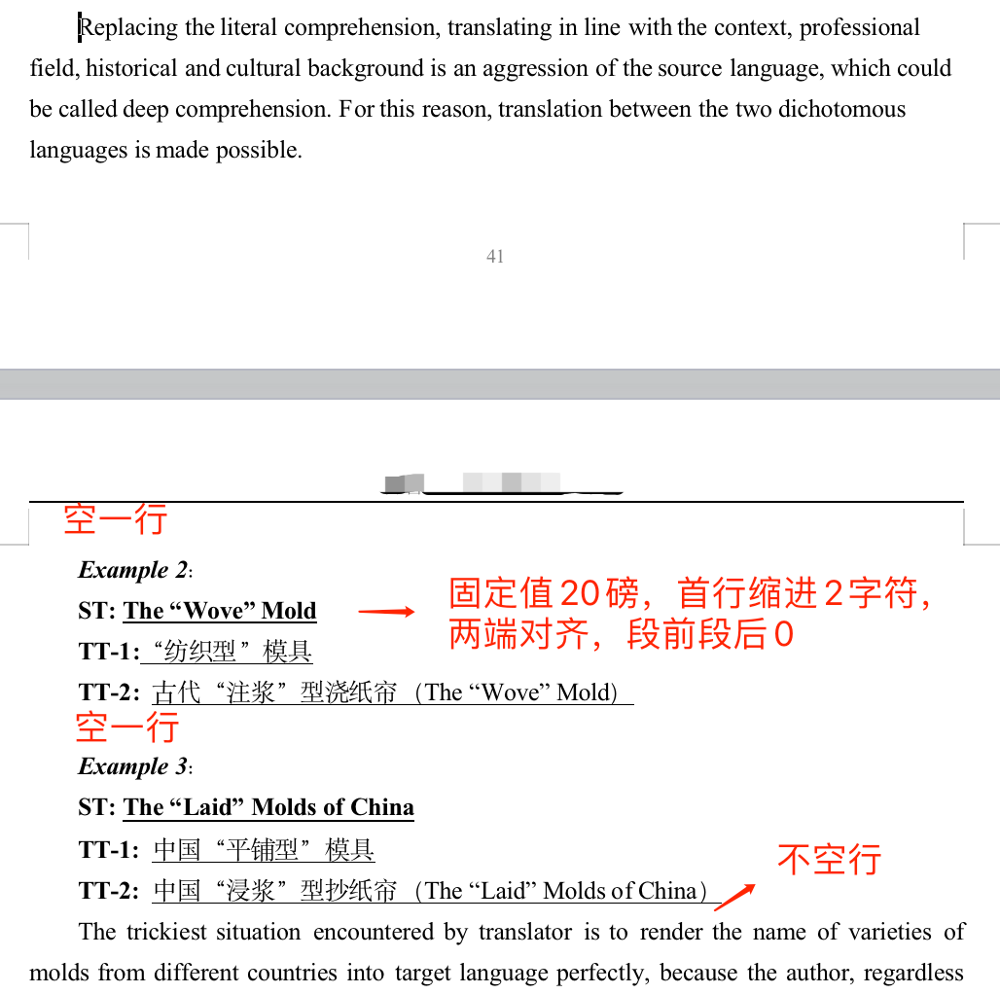 Replacing the literal comprehension, translating in line with the context, professional
field, historical and cultural background is an aggression of the source language, which could
be called deep comprehension. For this reason, translation between the two dichotomous
languages is made possible.
41
空一行
Example 2:
ST: The “Wove” Mold
固定值20磅，首行缩进2字符，
两端对齐，段前段后0
TT-1: “纺织型”模具
TT-2: 古代“注浆”型浇纸帘（The “Wove” Mold）
空一行
Example 3:
ST: The “Laid” Molds of China
TT-1: 中国“平铺型”模具
不空行
TT-2: 中国“浸浆”型抄纸帘（The “Laid” Molds of China）
The trickiest situation encountered by translator is to render the name of varieties of
molds from different countries into target language perfectly, because the author, regardless